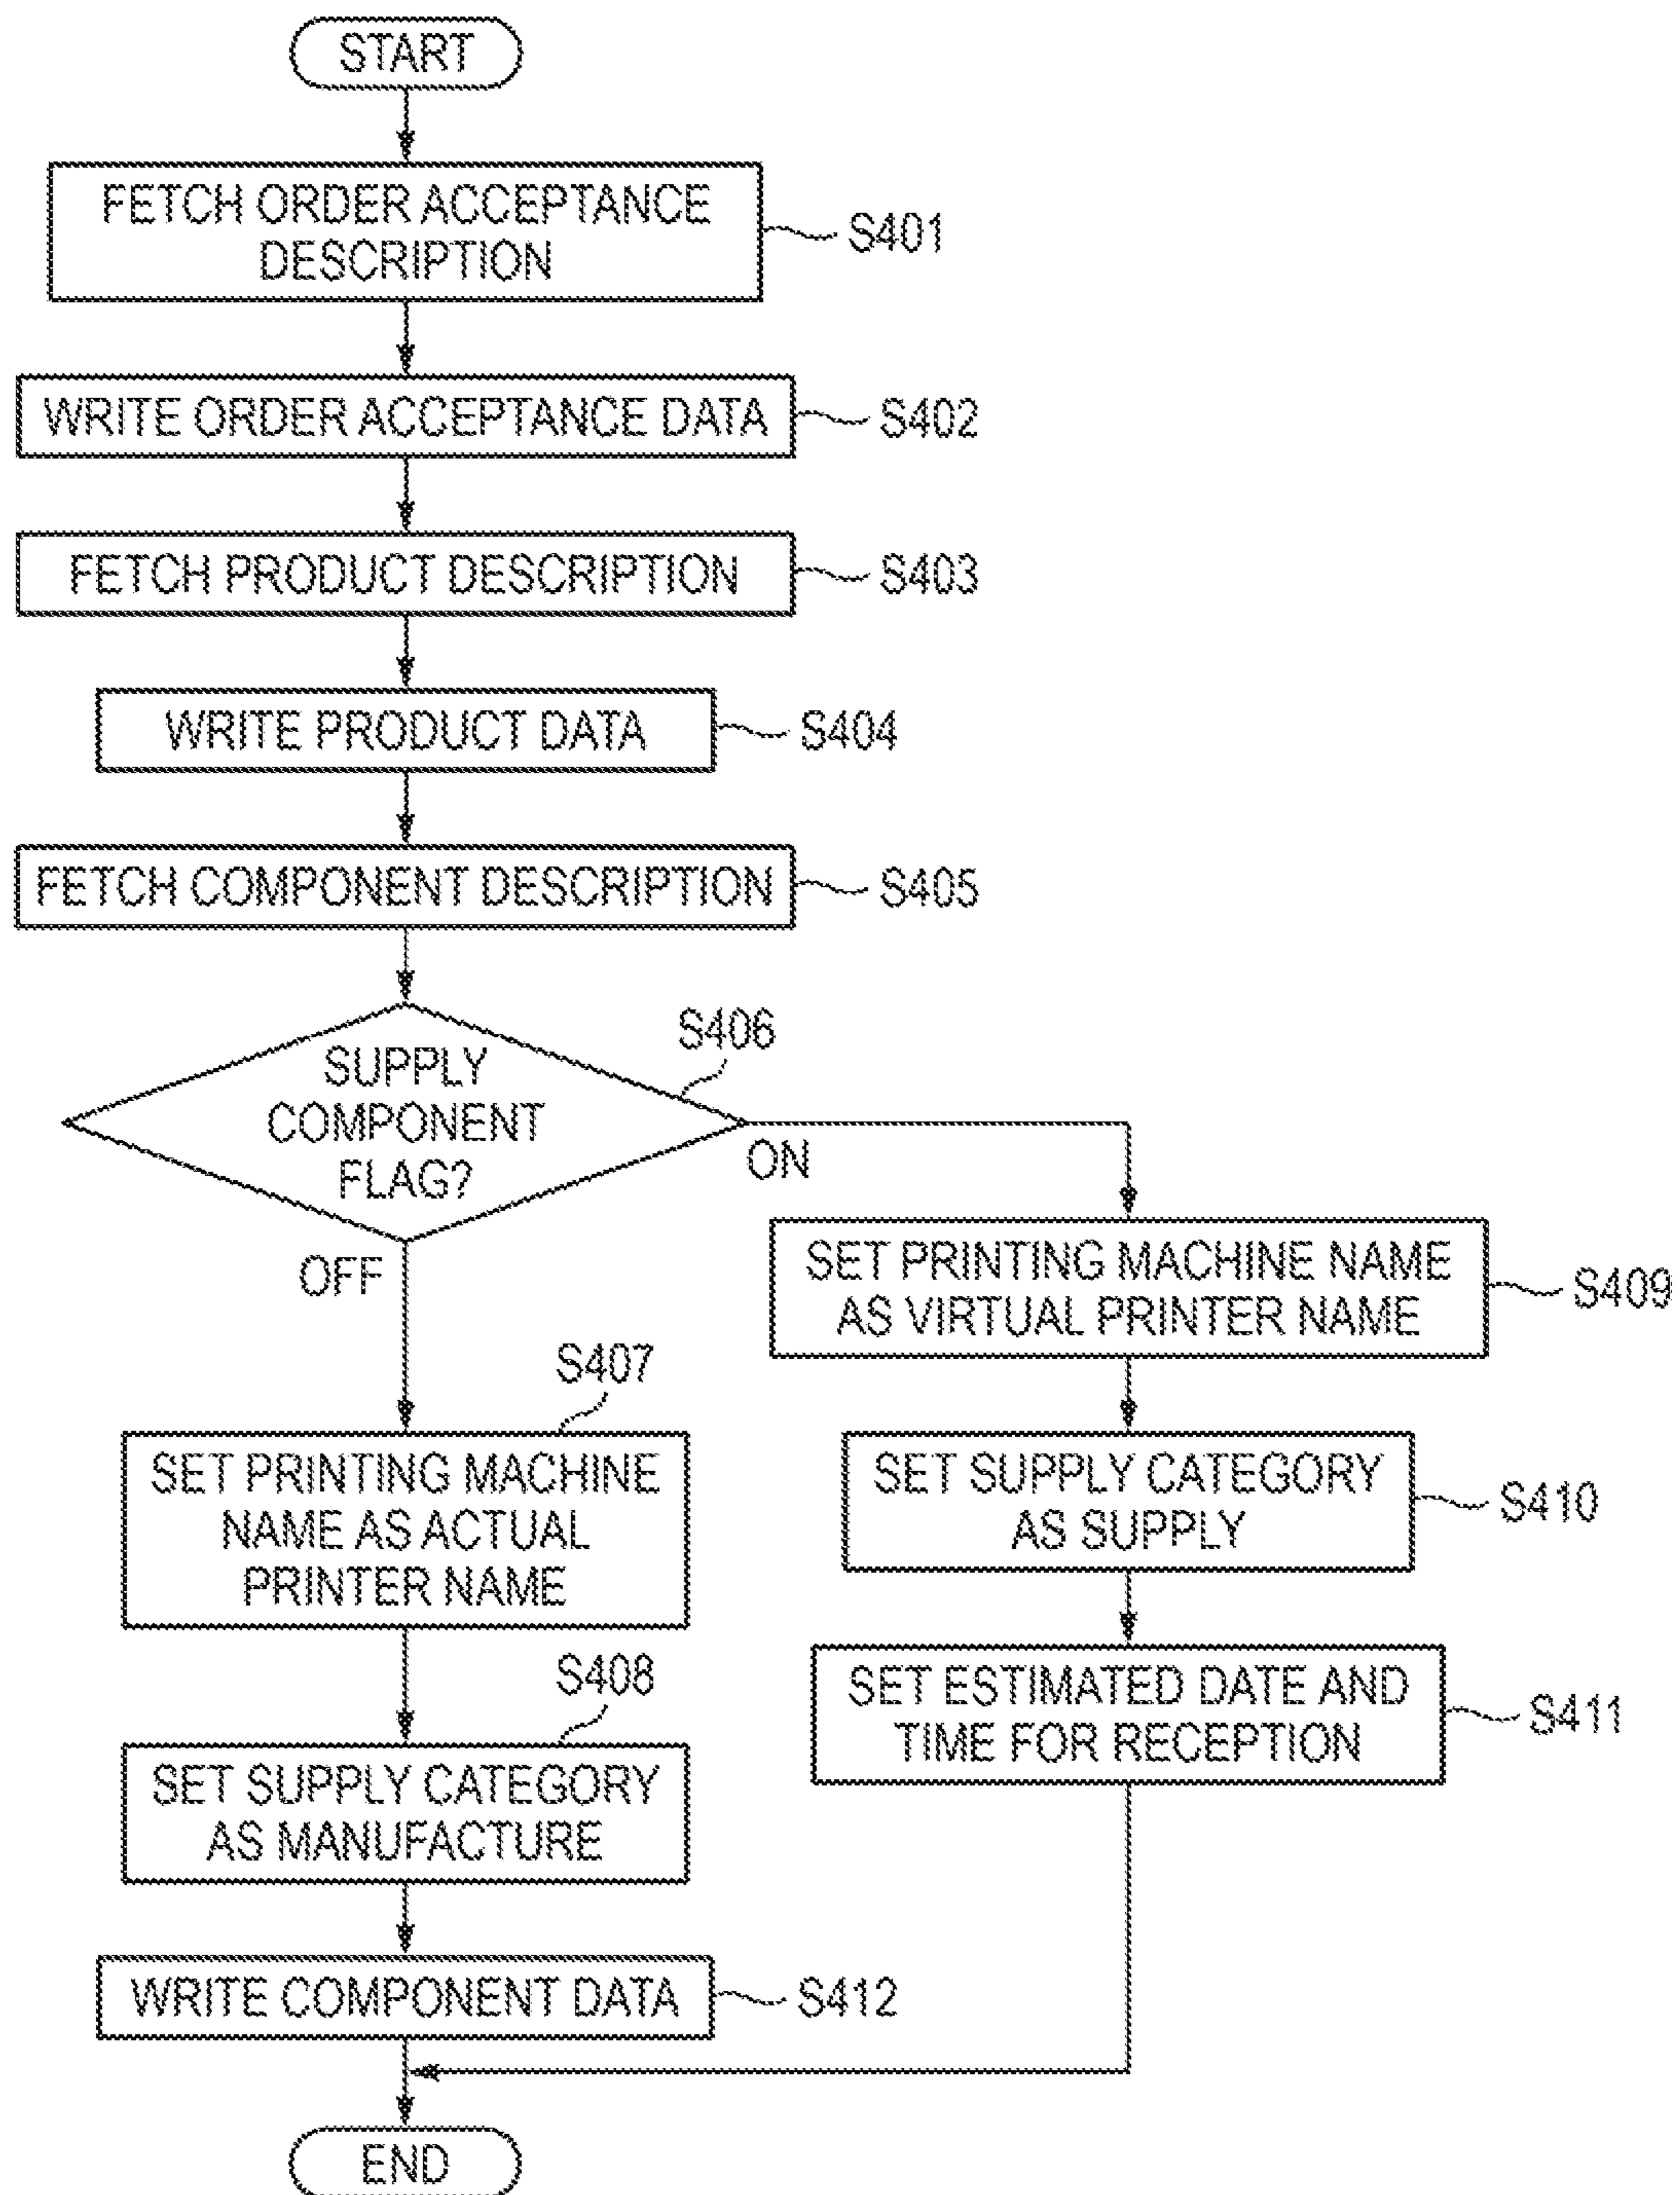 START
FETCH ORDER ACCEPTANCE
DESCRIPTION
S401
WRITE ORDER ACCEPTANCE DATA
S402
FETCH PRODUCT DESCRIPTION
S403
WRITE PRODUCT DATA
S404
FETCH COMPONENT DESCRIPTION
S405
SUPPLY
COMPONENT
FLAG?
S406
ON
OFF
SET PRINTING MACHINE NAME
AS VIRTUAL PRINTER NAME
S409
S407
SET PRINTING MACHINE
NAME AS ACTUAL
PRINTER NAME
SET SUPPLY CATEGORY
AS SUPPLY
S410
S408
SET SUPPLY CATEGORY
AS MANUFACTURE
SET ESTIMATED DATE AND
TIME FOR RECEPTION
S411
WRITE COMPONENT DATA
S412
END